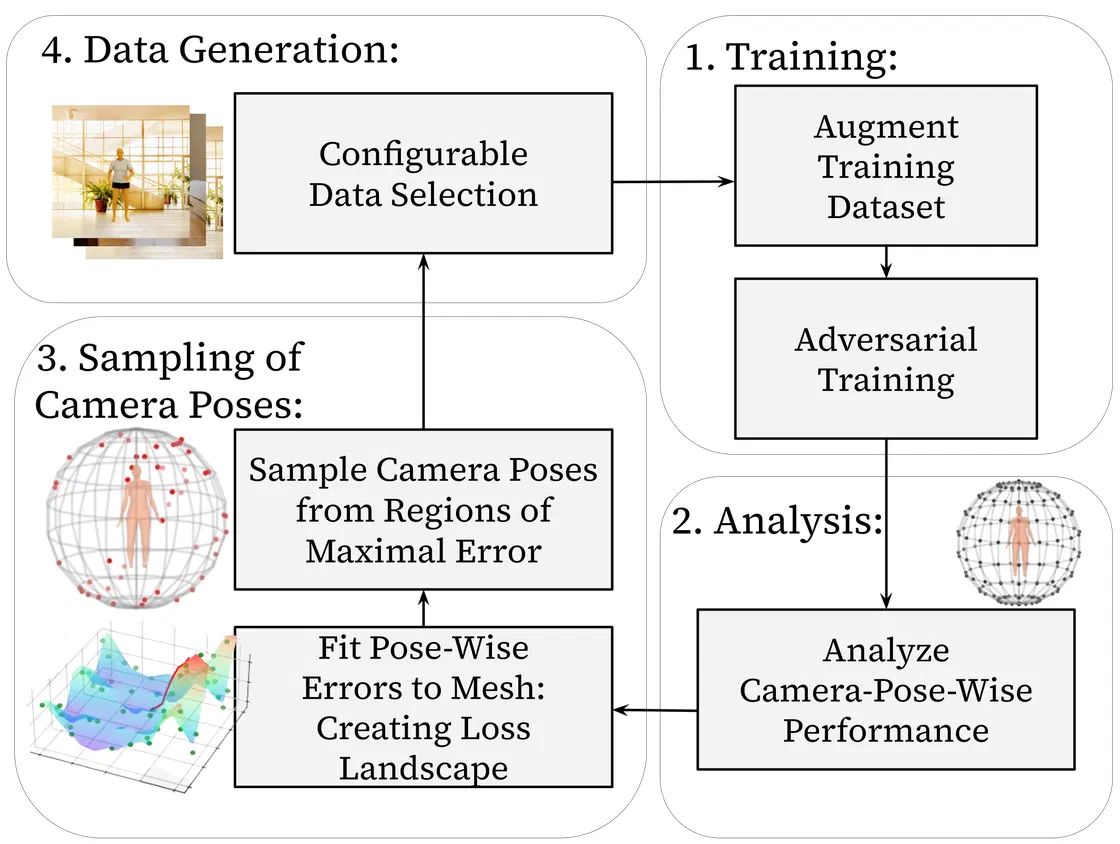 4. Data Generation:
Configurable
Data Selection
1. Training:
Augment
Training
Dataset
Adversarial
Training
2. Analysis:
Analyze
Camera-Pose-Wise
Performance
3. Sampling of
Camera Poses:
Sample Camera Poses
from Regions of
Maximal Error
Fit Pose-Wise
Errors to Mesh:
Creating Loss
Landscape